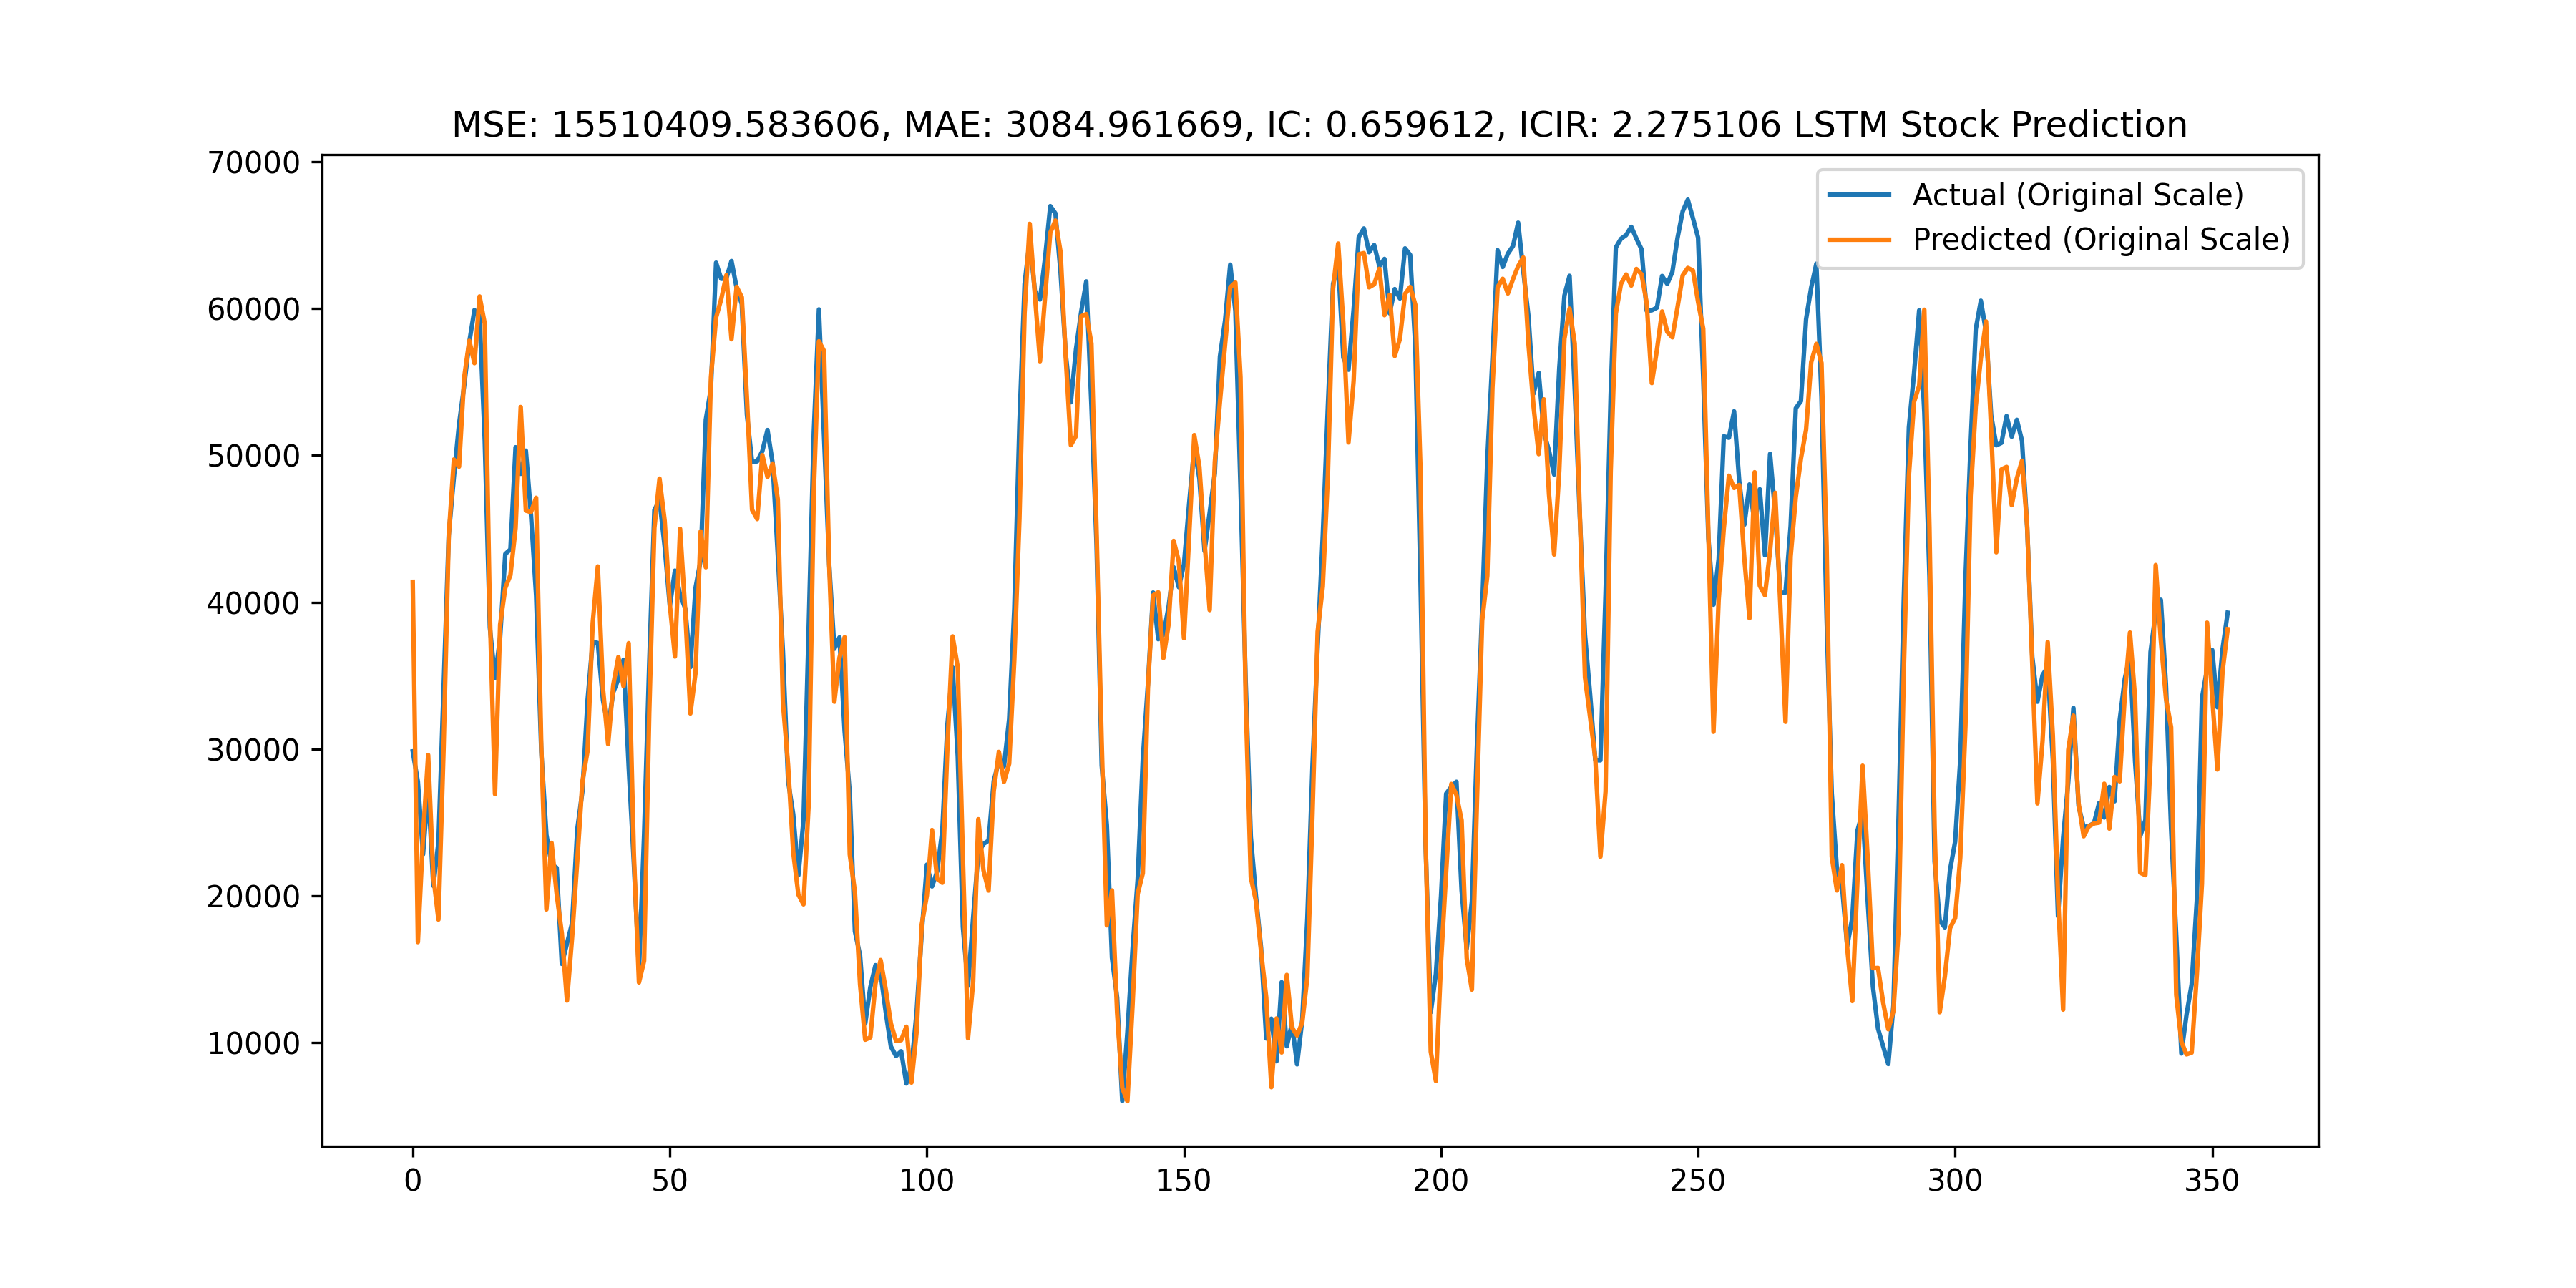 MSE: 15510409.583606, MAE: 3084.961669, IC: 0.659612, ICIR: 2.275106 LSTM Stock Prediction
Actual (Original Scale)
Predicted (Original Scale)
70000
60000
50000
40000
30000
20000
10000
0 50 100 150 200 250 300 350